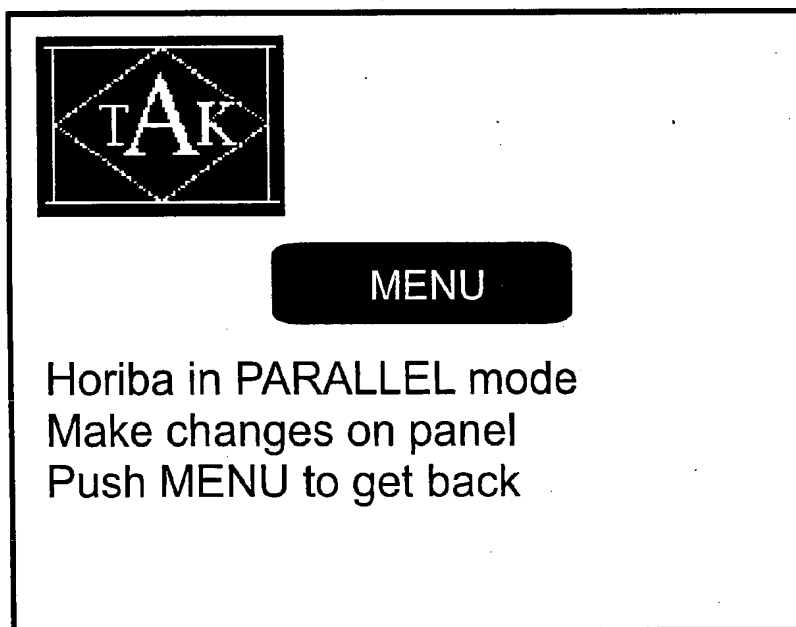 TAK
MENU
Horiba in PARALLEL mode
Make changes on panel
Push MENU to get back